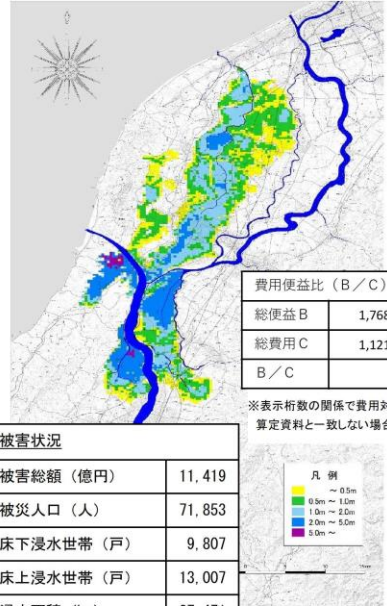 費用便益比（B／C）
総便益B 1,768
総費用C 1,121
B／C
※表示桁数の関係で費用対
算定資料と一致しない場合
被害状況
被害総額（億円） 11,419
被災人口（人） 71,853
床下浸水世帯（戸） 9,807
床上浸水世帯（戸） 13,007
凡例
～ 0.5m
0.5m ～ 1.0m
1.0m ～ 2.0m
2.0m ～ 5.0m
5.0m ～